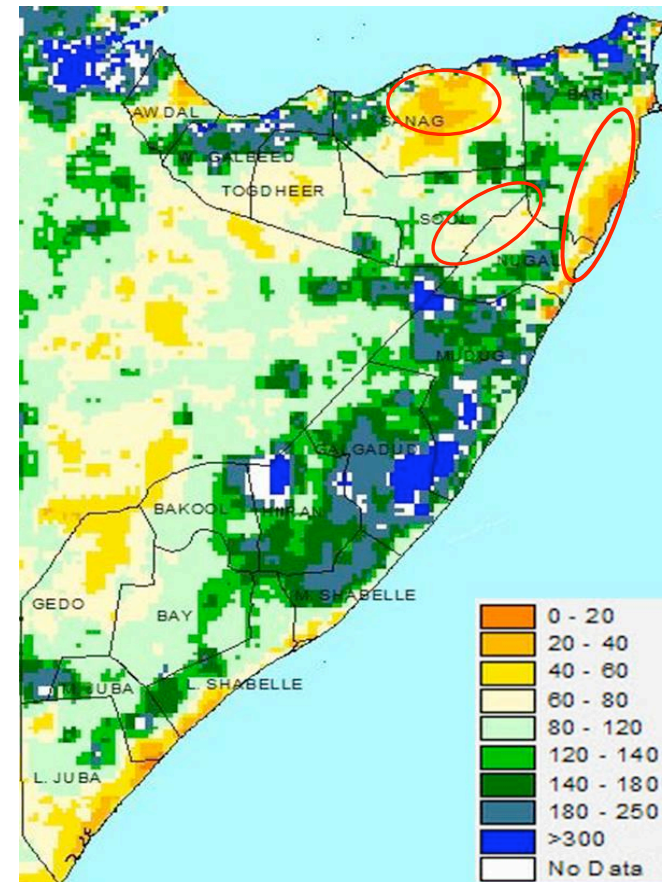 AWDAL
BARI
SANAG
W. GALBEED
TOGDHEER
SOOL
NUGAL
MUDUG
GALGADUD
BAKOOL
HIIRAN
GEDO
BAY
M. SHABELLE
M. JUBA
L. SHABELLE
L. JUBA
0 - 20
20 - 40
40 - 60
60 - 80
80 - 120
120 - 140
140 - 180
180 - 250
>300
No Data